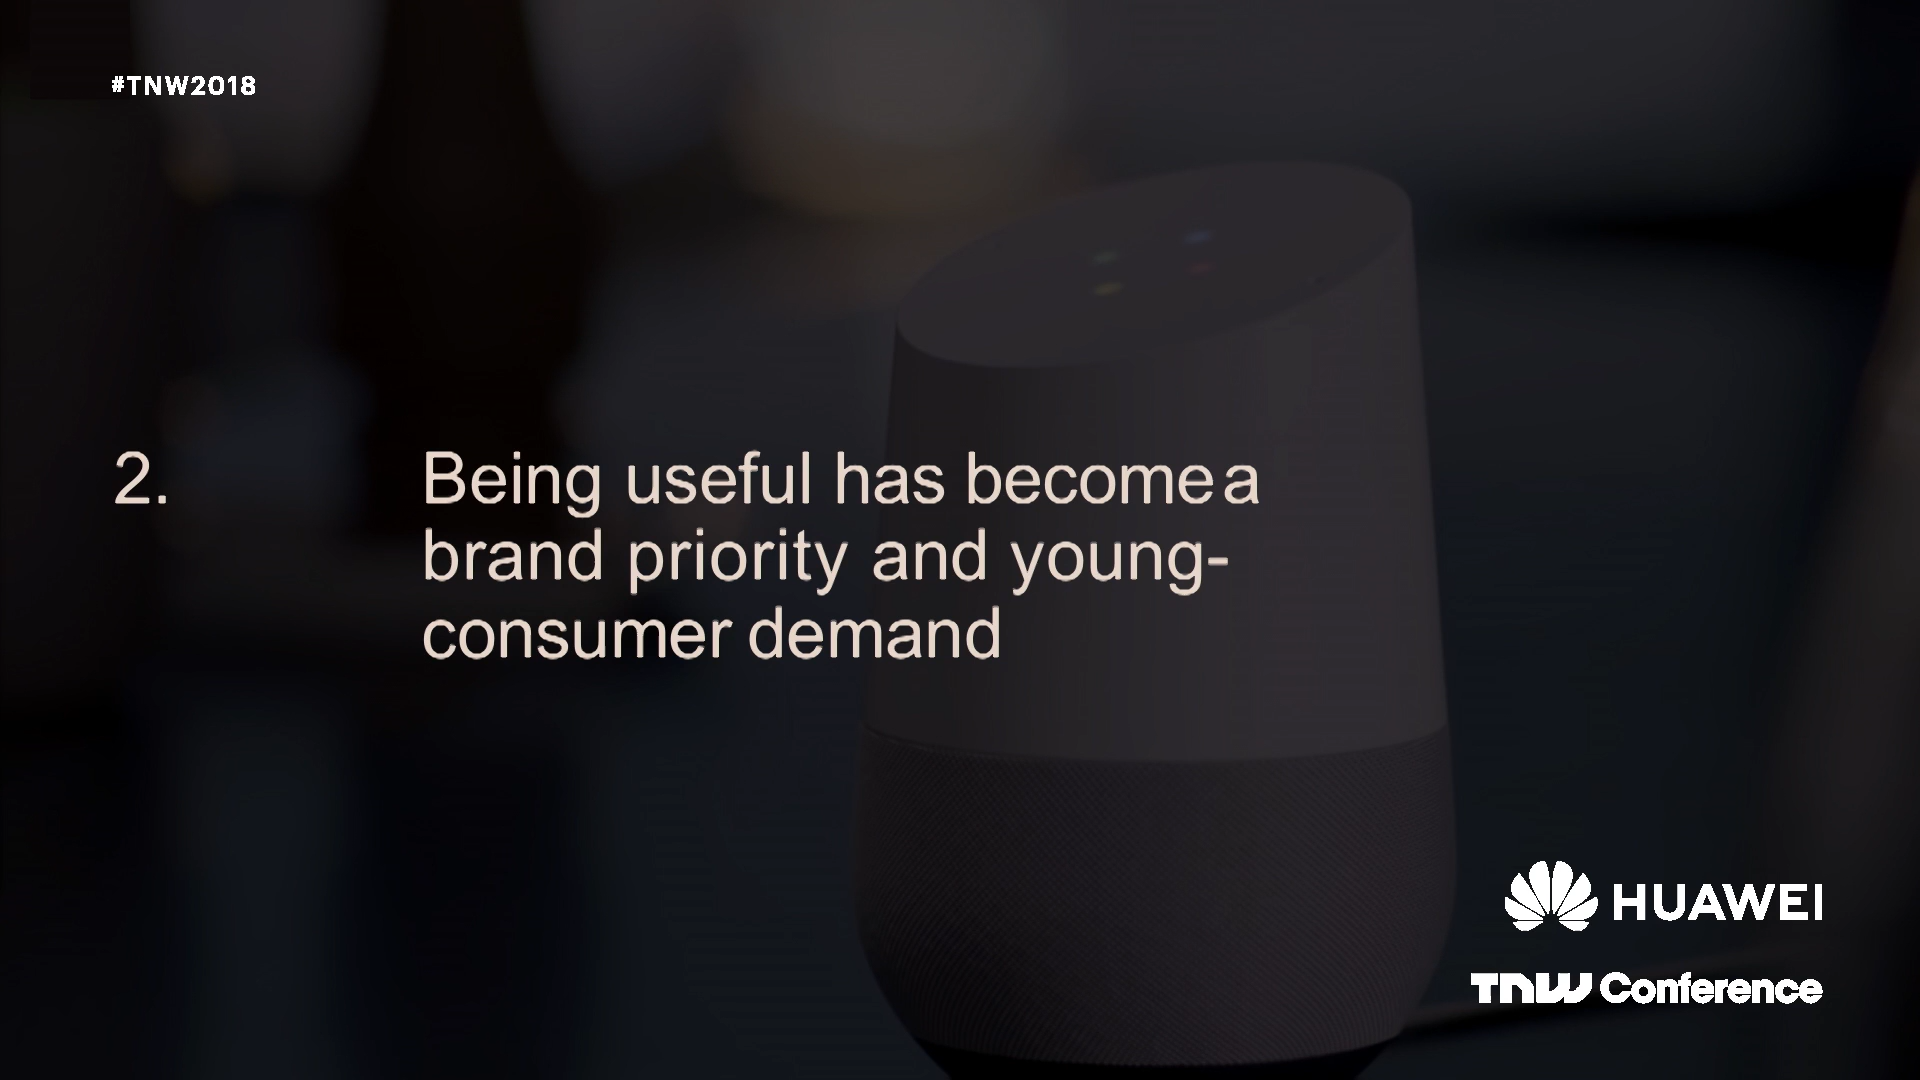 #TNW2018
2. Being useful has become a
brand priority and young-
consumer demand
HUAWEI
TNW Conference